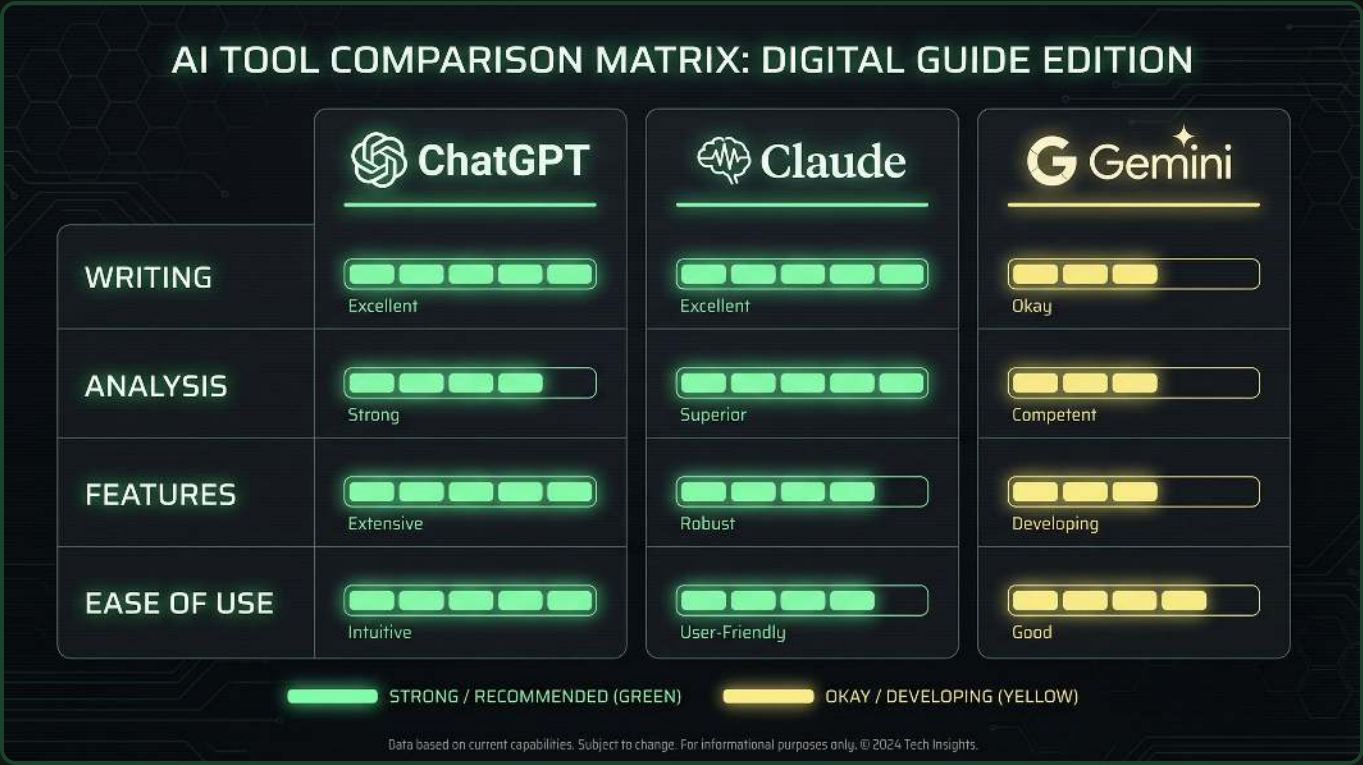 AI TOOL COMPARISON MATRIX: DIGITAL GUIDE EDITION
ChatGPT Claude Gemini
WRITING Excellent Excellent Okay
ANALYSIS Strong Superior Competent
FEATURES Extensive Robust Developing
EASE OF USE Intuitive User-Friendly Good
STRONG / RECOMMENDED (GREEN) OKAY / DEVELOPING (YELLOW)
Data based on current capabilities. Subject to change. For informational purposes only. © 2024 Tech Insights.